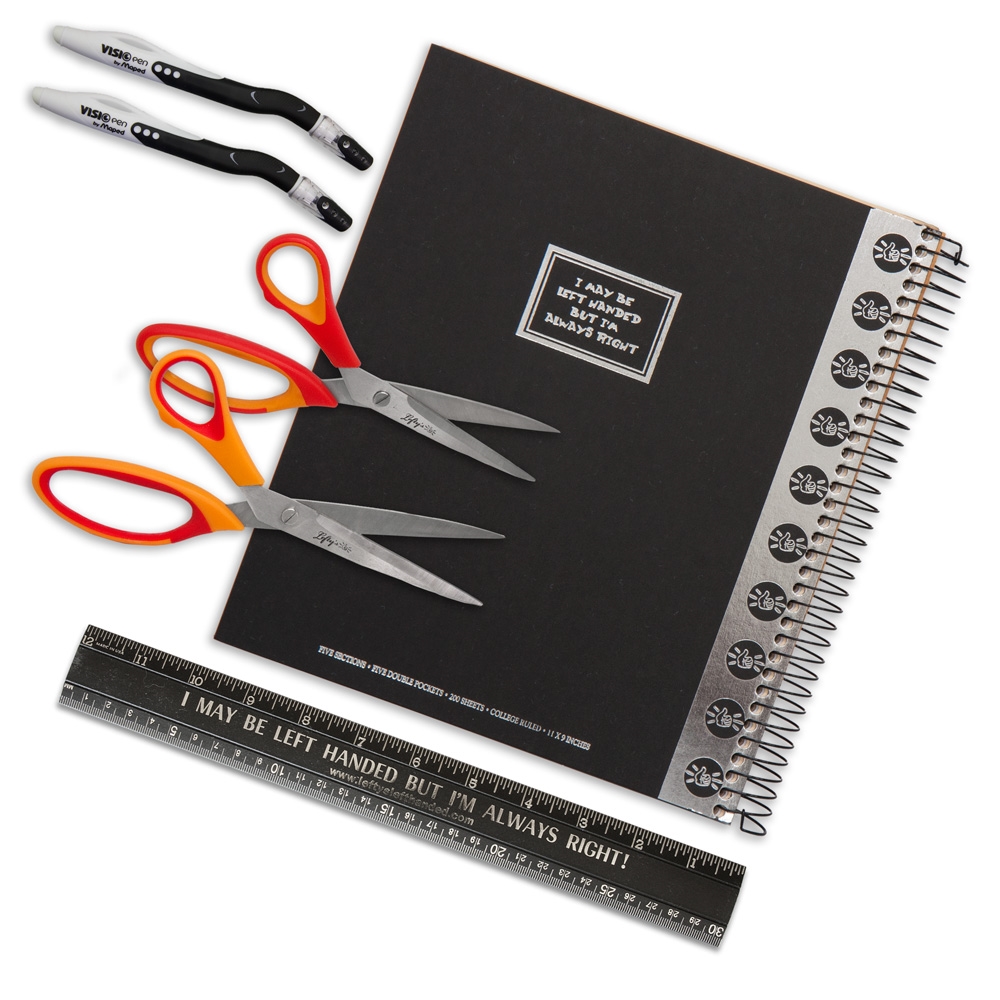 VISIO pen
by Maped
VISIO pen
by Maped
I MAY BE
LEFT HANDED
BUT I'M
ALWAYS RIGHT
Lefty's
Lefty's
FIVE SECTIONS • FIVE DOUBLE POCKETS • 200 SHEETS • COLLEGE RULED • 11 X 9 INCHES
12 11 10 9 8 7 6 5 4 3 2 1
MADE IN USA
I MAY BE LEFT HANDED BUT I'M ALWAYS RIGHT!
www.leftyslefthanded.com
MM 1 2 3 4 5 6 7 8 9 10 11 12 13 14 15 16 17 18 19 20 21 22 23 24 25 26 27 28 29 30